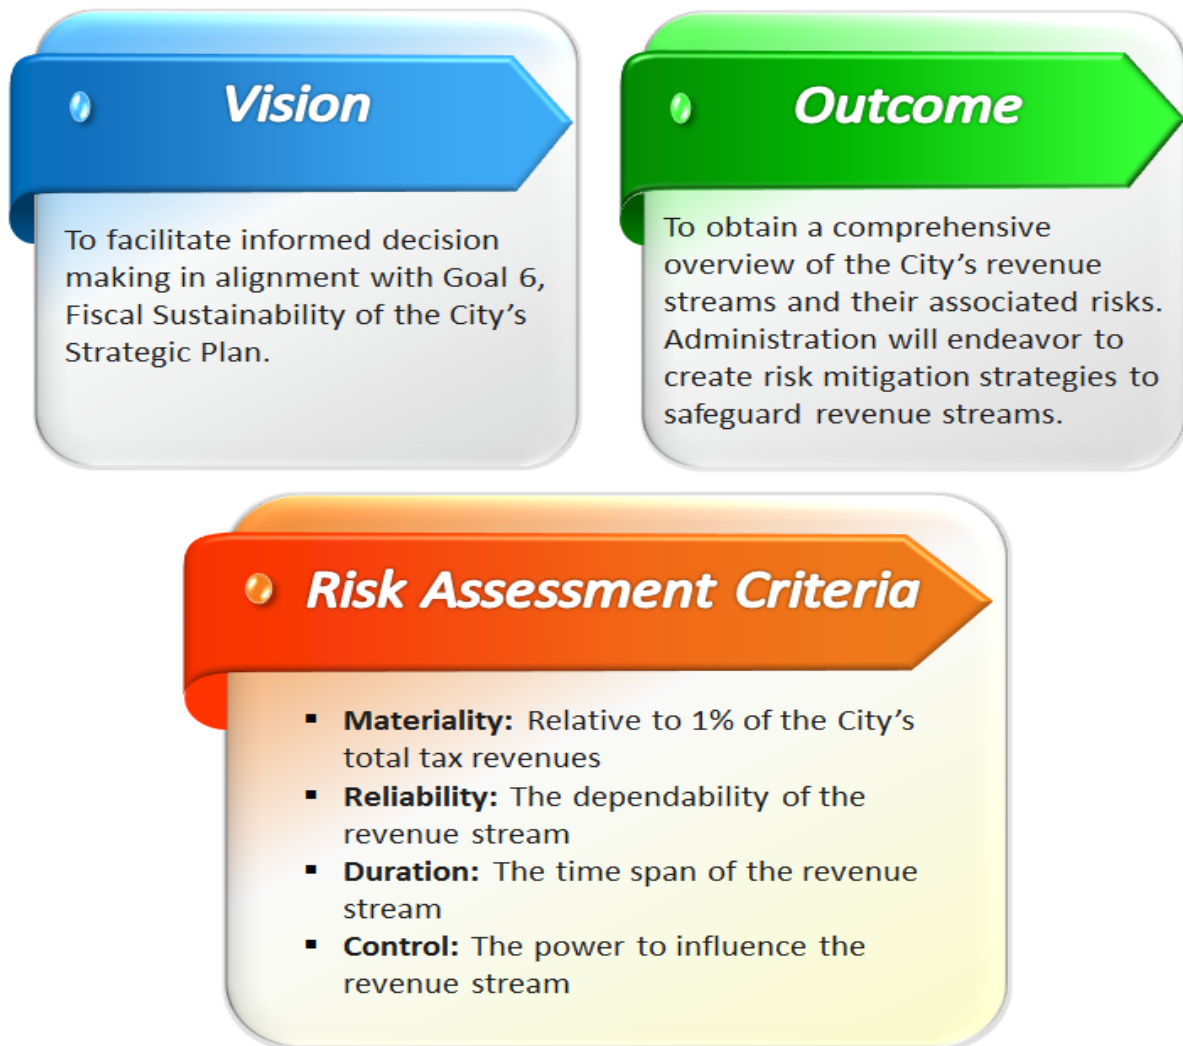 Vision
To facilitate informed decision
making in alignment with Goal 6,
Fiscal Sustainability of the City’s
Strategic Plan.
Outcome
To obtain a comprehensive
overview of the City’s revenue
streams and their associated risks.
Administration will endeavor to
create risk mitigation strategies to
safeguard revenue streams.
Risk Assessment Criteria
▪ Materiality: Relative to 1% of the City’s
total tax revenues
▪ Reliability: The dependability of the
revenue stream
▪ Duration: The time span of the revenue
stream
▪ Control: The power to influence the
revenue stream